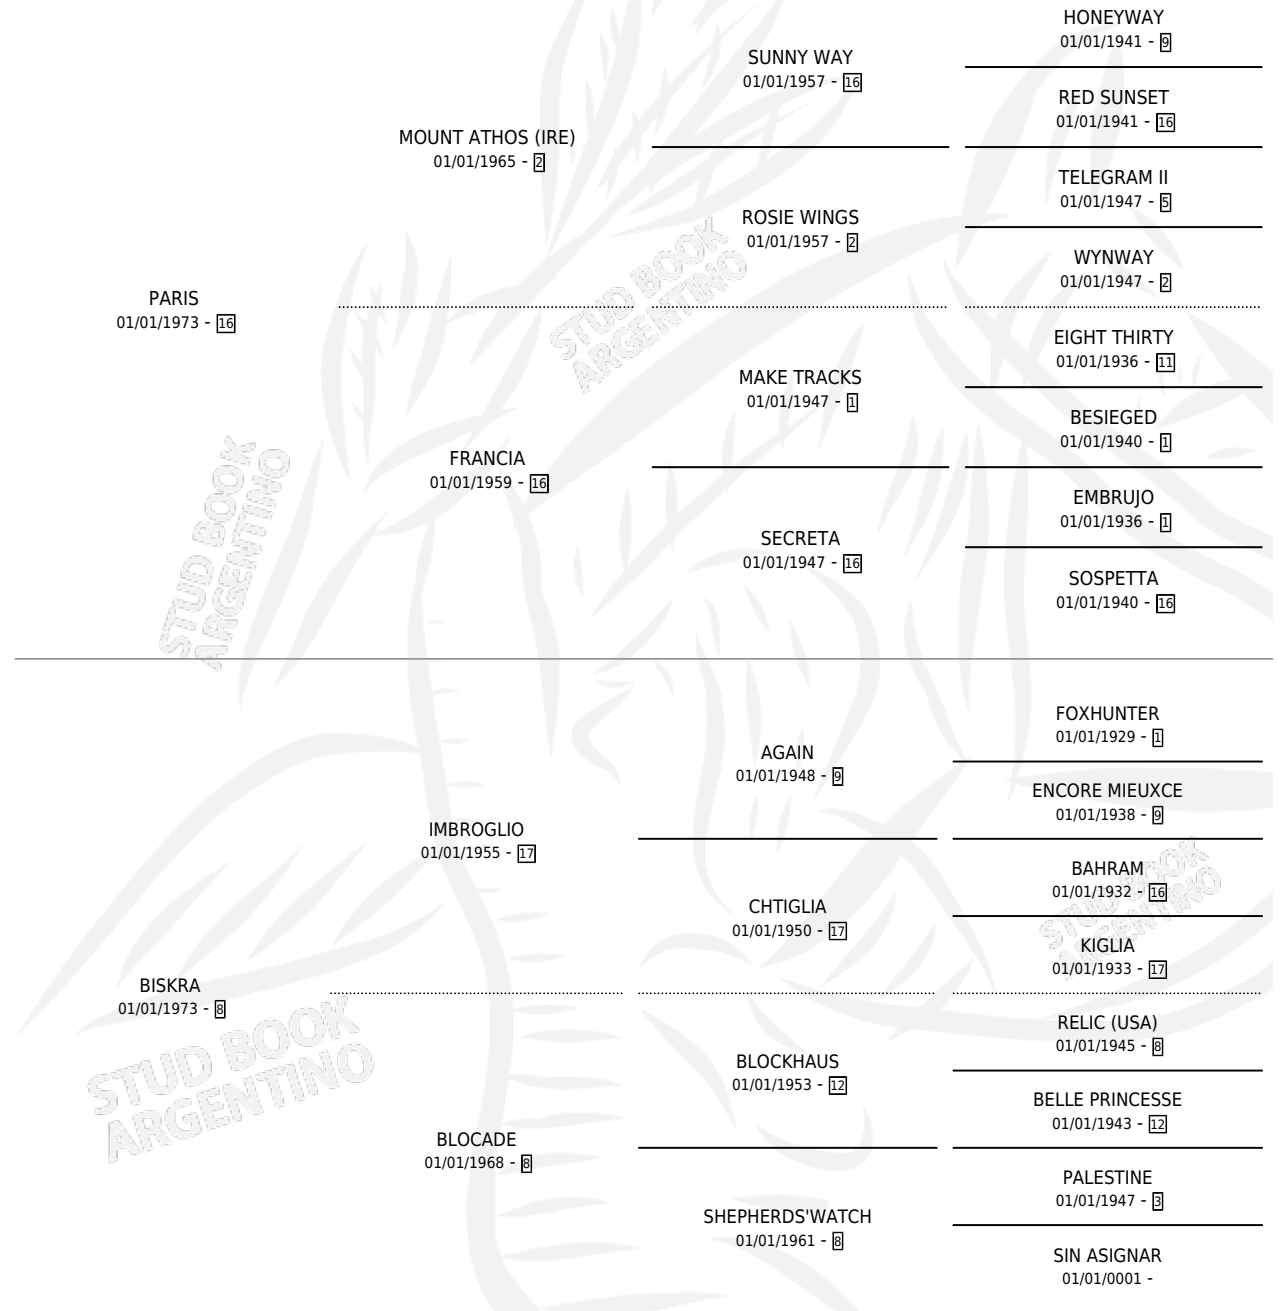 HONEYWAY
01/01/1941 - 9
SUNNY WAY
01/01/1957 - 16
RED SUNSET
01/01/1941 - 16
MOUNT ATHOS (IRE)
01/01/1965 - 2
TELEGRAM II
01/01/1947 - 5
ROSIE WINGS
01/01/1957 - 2
WYNWAY
01/01/1947 - 2
STUD BOOK
ARGENTINO
PARIS
01/01/1973 - 16
EIGHT THIRTY
01/01/1936 - 11
MAKE TRACKS
01/01/1947 - 1
BESIEGED
01/01/1940 - 1
FRANCIA
01/01/1959 - 16
EMBRUJO
01/01/1936 - 1
SECRETA
01/01/1947 - 16
SOSPETTA
01/01/1940 - 16
STUD BOOK
ARGENTINO
FOXHUNTER
01/01/1929 - 1
AGAIN
01/01/1948 - 9
ENCORE MIEUXCE
01/01/1938 - 9
IMBROGLIO
01/01/1955 - 17
BAHRAM
01/01/1932 - 16
CHTIGLIA
01/01/1950 - 17
KIGLIA
01/01/1933 - 17
STUD BOOK
ARGENTINO
BISKRA
01/01/1973 - 8
RELIC (USA)
01/01/1945 - 8
BLOCKHAUS
01/01/1953 - 12
BELLE PRINCESSE
01/01/1943 - 12
STUD BOOK
ARGENTINO
BLOCADE
01/01/1968 - 8
PALESTINE
01/01/1947 - 3
SHEPHERDS'WATCH
01/01/1961 - 8
SIN ASIGNAR
01/01/0001 -